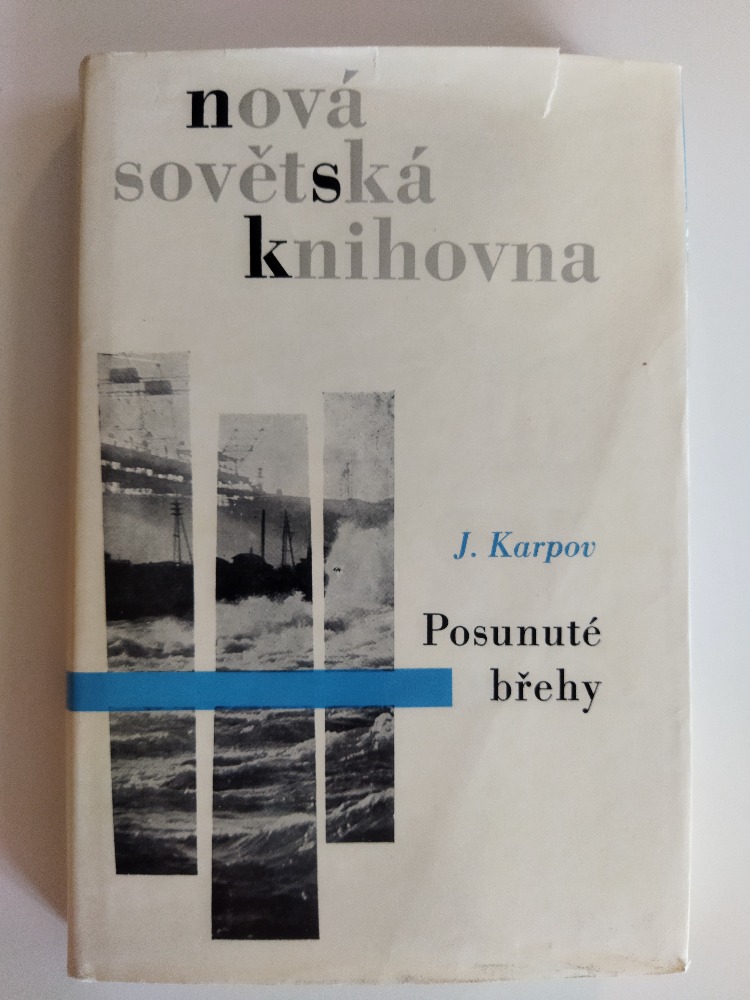 nová
sovětská
knihovna
J. Karpov
Posunuté
břehy